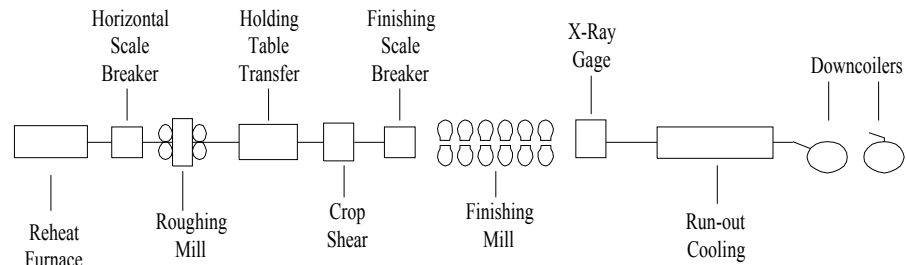 Horizontal
Scale
Breaker
Holding
Table
Transfer
Finishing
Scale
Breaker
X-Ray
Gage
Downcoilers
Reheat
Furnace
Roughing
Mill
Crop
Shear
Finishing
Mill
Run-out
Cooling